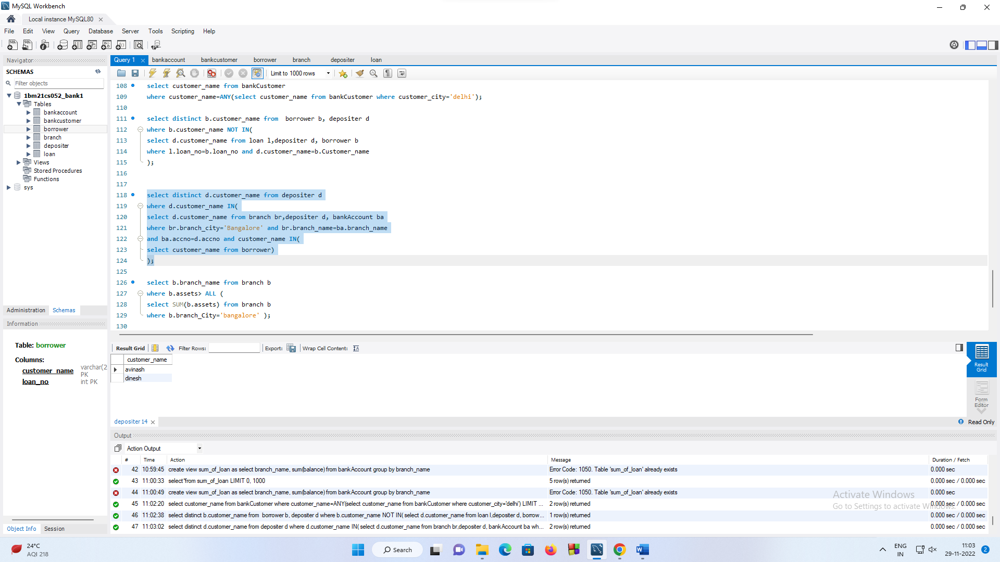 MySQL Workbench
Local instance MySQL80
File Edit View Query Database Server Tools Scripting Help
Navigator
SCHEMAS
Filter objects
1bm21cs052_bank1
Tables
bankaccount
bankcustomer
borrower
branch
depositer
loan
Views
Stored Procedures
Functions
sys
Administration Schemas
Information
Table: borrower
Columns:
customer_name varchar(2
PK
loan_no int PK
Object Info Session
Query 1 bankaccount bankcustomer borrower branch depositer loan
Limit to 1000 rows
108 select customer_name from bankCustomer
109 where customer_name=ANY(select customer_name from bankCustomer where customer_city='delhi');
110
111 select distinct b.customer_name from  borrower b, depositer d
112 where b.customer_name NOT IN(
113 select d.customer_name from loan l,depositer d, borrower b
114 where l.loan_no=b.loan_no and d.customer_name=b.Customer_name
115 );
116
117
118 select distinct d.customer_name from depositer d
119 where d.customer_name IN(
120 select d.customer_name from branch br,depositer d, bankAccount ba
121 where br.branch_city='Bangalore' and br.branch_name=ba.branch_name
122 and ba.accno=d.accno and customer_name IN(
123 select customer_name from borrower)
124 );
125
126 select b.branch_name from branch b
127 where b.assets> ALL (
128 select SUM(b.assets) from branch b
129 where b.branch_City='bangalore' );
130
Result Grid Filter Rows: Export: Wrap Cell Content:
customer_name
avinash
dinesh
Result
Grid
Form
Editor
depositer 14
Read Only
Output
Action Output
# Time Action Message Duration / Fetch
42 10:59:45 create view sum_of_loan as select branch_name, sum(balance) from bankAccount group by branch_name Error Code: 1050. Table 'sum_of_loan' already exists 0.000 sec
43 11:00:33 select*from sum_of_loan LIMIT 0, 1000 5 row(s) returned 0.000 sec / 0.000 sec
44 11:00:49 create view sum_of_loan as select branch_name, sum(balance) from bankAccount group by branch_name Error Code: 1050. Table 'sum_of_loan' already exists 0.000 sec
45 11:02:20 select customer_name from bankCustomer where customer_name=ANY(select customer_name from bankCustomer where customer_city='delhi') LIMIT ... 2 row(s) returned 0.000 sec / 0.000 sec
46 11:02:38 select distinct b.customer_name from  borrower b, depositer d where b.customer_name NOT IN( select d.customer_name from loan l,depositer d, borrow... 1 row(s) returned 0.000 sec / 0.000 sec
47 11:03:02 select distinct d.customer_name from depositer d where d.customer_name IN( select d.customer_name from branch br,depositer d, bankAccount ba wh... 2 row(s) returned 0.000 sec / 0.000 sec
Activate Windows
Go to Settings to activate Windows.
24°C
AQI 218
Search
ENG
IN
11:03
29-11-2022
2